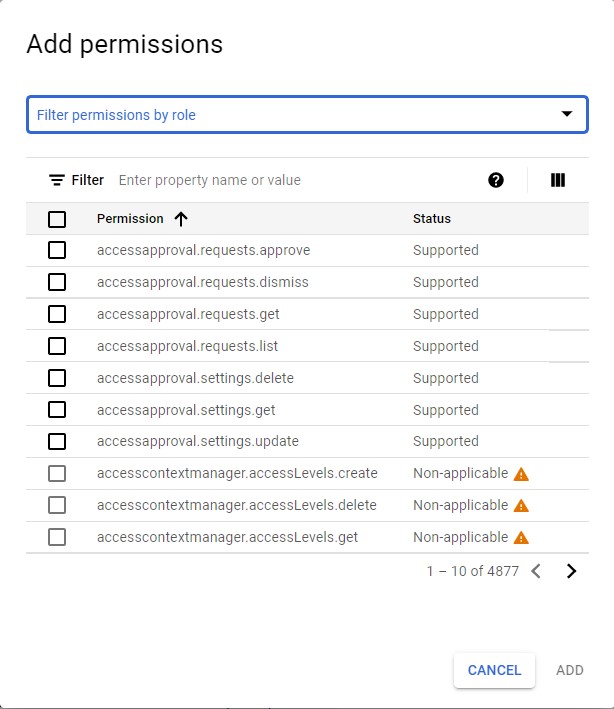 Add permissions
Filter permissions by role
Filter Enter property name or value
Permission Status
accessapproval.requests.approve Supported
accessapproval.requests.dismiss Supported
accessapproval.requests.get Supported
accessapproval.requests.list Supported
accessapproval.settings.delete Supported
accessapproval.settings.get Supported
accessapproval.settings.update Supported
accesscontextmanager.accessLevels.create Non-applicable
accesscontextmanager.accessLevels.delete Non-applicable
accesscontextmanager.accessLevels.get Non-applicable
1 – 10 of 4877
CANCEL ADD